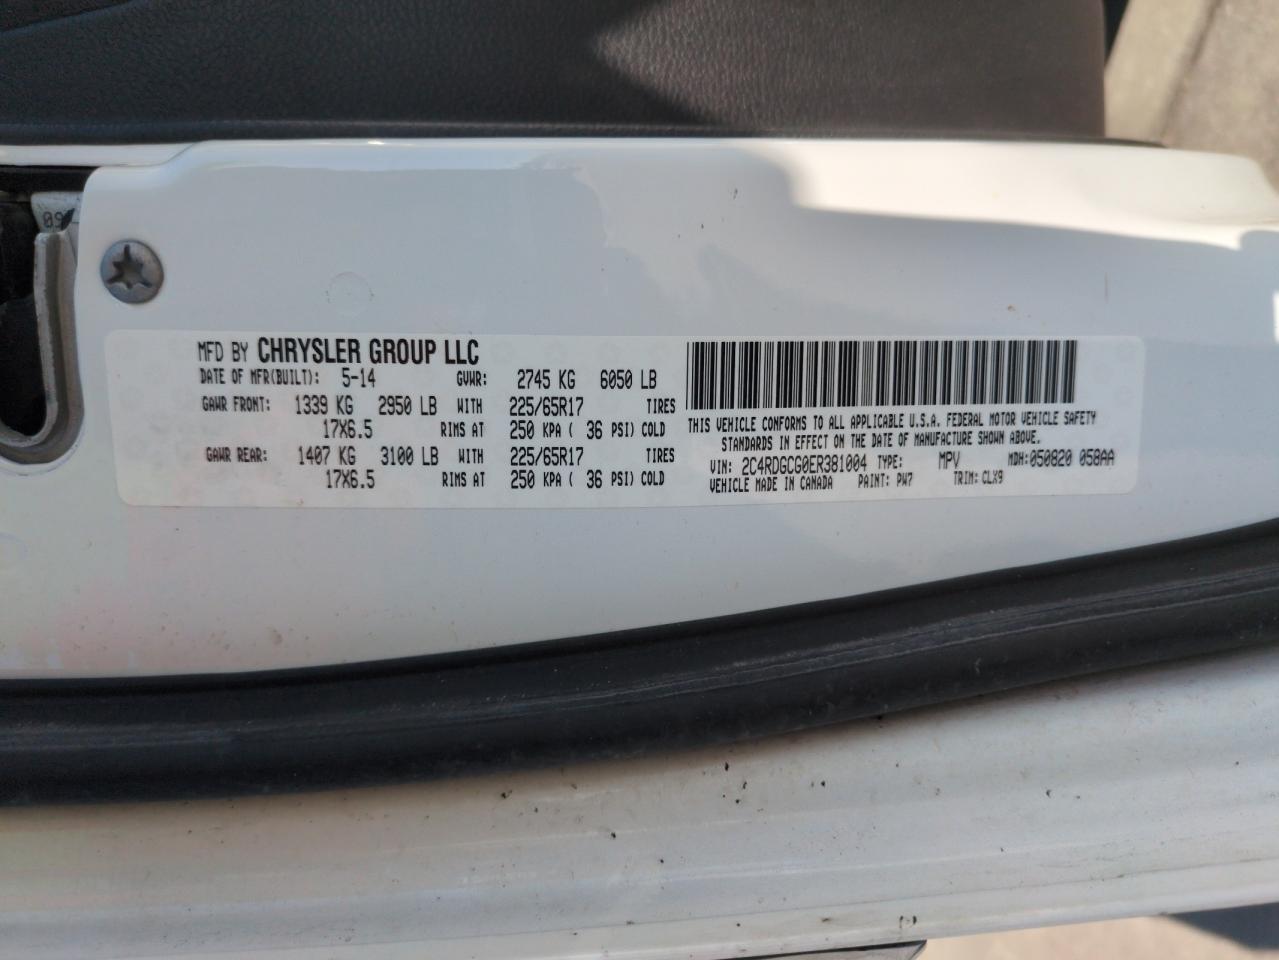 09
MFD BY CHRYSLER GROUP LLC
DATE OF MFR(BUILT): 5-14 GVWR: 2745 KG 6050 LB
GAWR FRONT: 1339 KG 2950 LB WITH 225/65R17 TIRES
17X6.5 RIMS AT 250 KPA ( 36 PSI) COLD
GAWR REAR: 1407 KG 3100 LB WITH 225/65R17 TIRES
17X6.5 RIMS AT 250 KPA ( 36 PSI) COLD
THIS VEHICLE CONFORMS TO ALL APPLICABLE U.S.A. FEDERAL MOTOR VEHICLE SAFETY
STANDARDS IN EFFECT ON THE DATE OF MANUFACTURE SHOWN ABOVE.
VIN: 2C4RDGCG0ER381004 TYPE: MPV MDH:050820 058AA
VEHICLE MADE IN CANADA PAINT: PW7 TRIM: CLX9